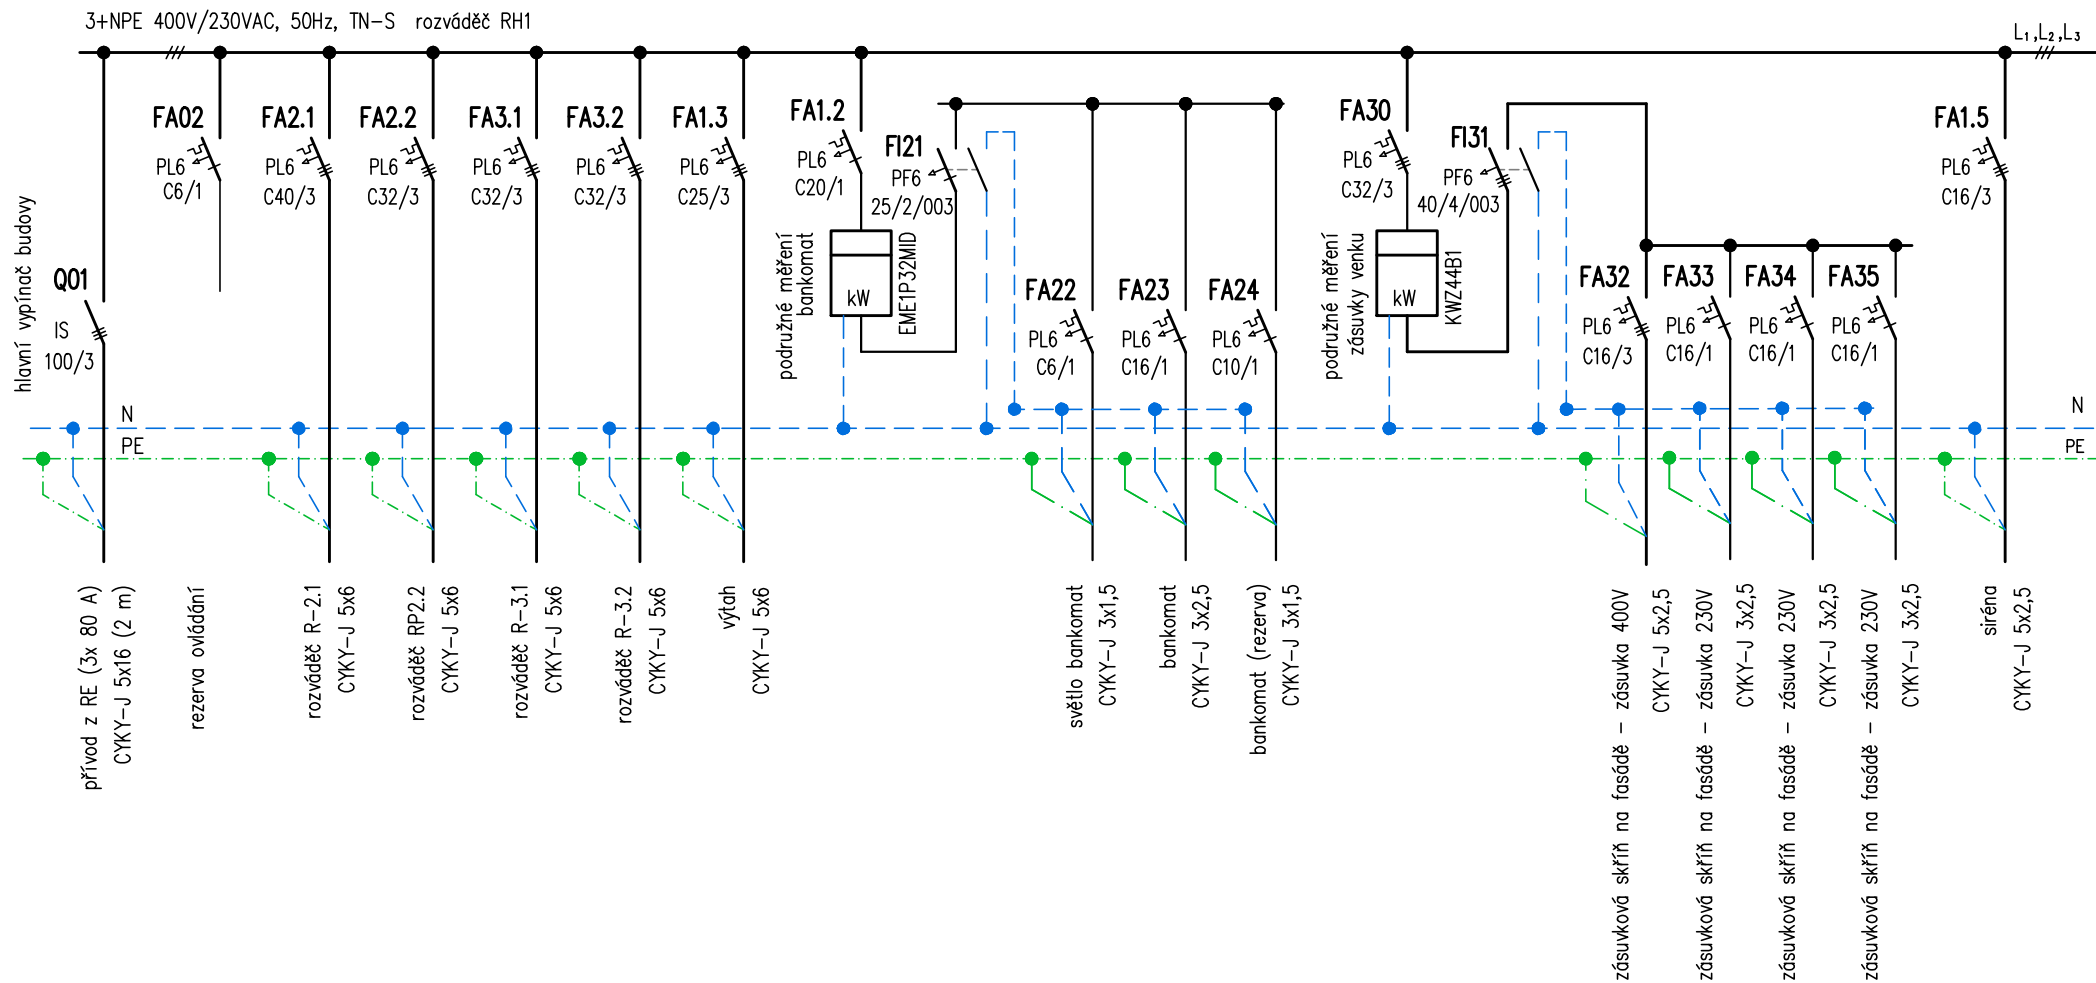 3+NPE 400V/230VAC, 50Hz, TN-S rozváděč RH1
L1,L2,L3
hlavní vypínač budovy
Q01
IS
100/3
FA02
PL6
C6/1
FA2.1
PL6
C40/3
FA2.2
PL6
C32/3
FA3.1
PL6
C32/3
FA3.2
PL6
C32/3
FA1.3
PL6
C25/3
FA1.2
PL6
C20/1
podružné měření
bankomat
kW
EME1P32MID
FI21
PF6
25/2/003
FA22
PL6
C6/1
FA23
PL6
C16/1
FA24
PL6
C10/1
FA30
PL6
C32/3
podružné měření
zásuvky venku
kW
KWZ44B1
FI31
PF6
40/4/003
FA32
PL6
C16/3
FA33
PL6
C16/1
FA34
PL6
C16/1
FA35
PL6
C16/1
FA1.5
PL6
C16/3
N
PE
N
PE
přívod z RE (3x 80 A)
CYKY-J 5x16 (2 m)
rezerva ovládání
rozváděč R-2.1
CYKY-J 5x6
rozváděč RP2.2
CYKY-J 5x6
rozváděč R-3.1
CYKY-J 5x6
rozváděč R-3.2
CYKY-J 5x6
výtah
CYKY-J 5x6
světlo bankomat
CYKY-J 3x1,5
bankomat
CYKY-J 3x2,5
bankomat (rezerva)
CYKY-J 3x1,5
zásuvková skříň na fasádě - zásuvka 400V
CYKY-J 5x2,5
zásuvková skříň na fasádě - zásuvka 230V
CYKY-J 3x2,5
zásuvková skříň na fasádě - zásuvka 230V
CYKY-J 3x2,5
zásuvková skříň na fasádě - zásuvka 230V
CYKY-J 3x2,5
siréna
CYKY-J 5x2,5